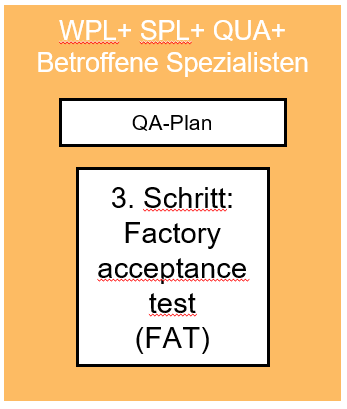 WPL+ SPL+ QUA+
Betroffene Spezialisten
QA-Plan
3. Schritt:
Factory
acceptance
test
(FAT)